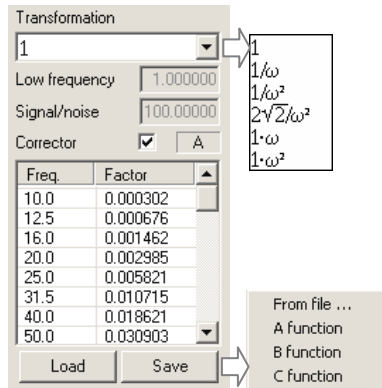 Transformation
1
Low frequency 1.000000
Signal/noise 100.00000
Corrector A
Freq. Factor
10.0 0.000302
12.5 0.000676
16.0 0.001462
20.0 0.002985
25.0 0.005821
31.5 0.010715
40.0 0.018621
50.0 0.030903
Load Save
1
1/ω
1/ω²
2√2/ω²
1·ω
1·ω²
From file ...
A function
B function
C function